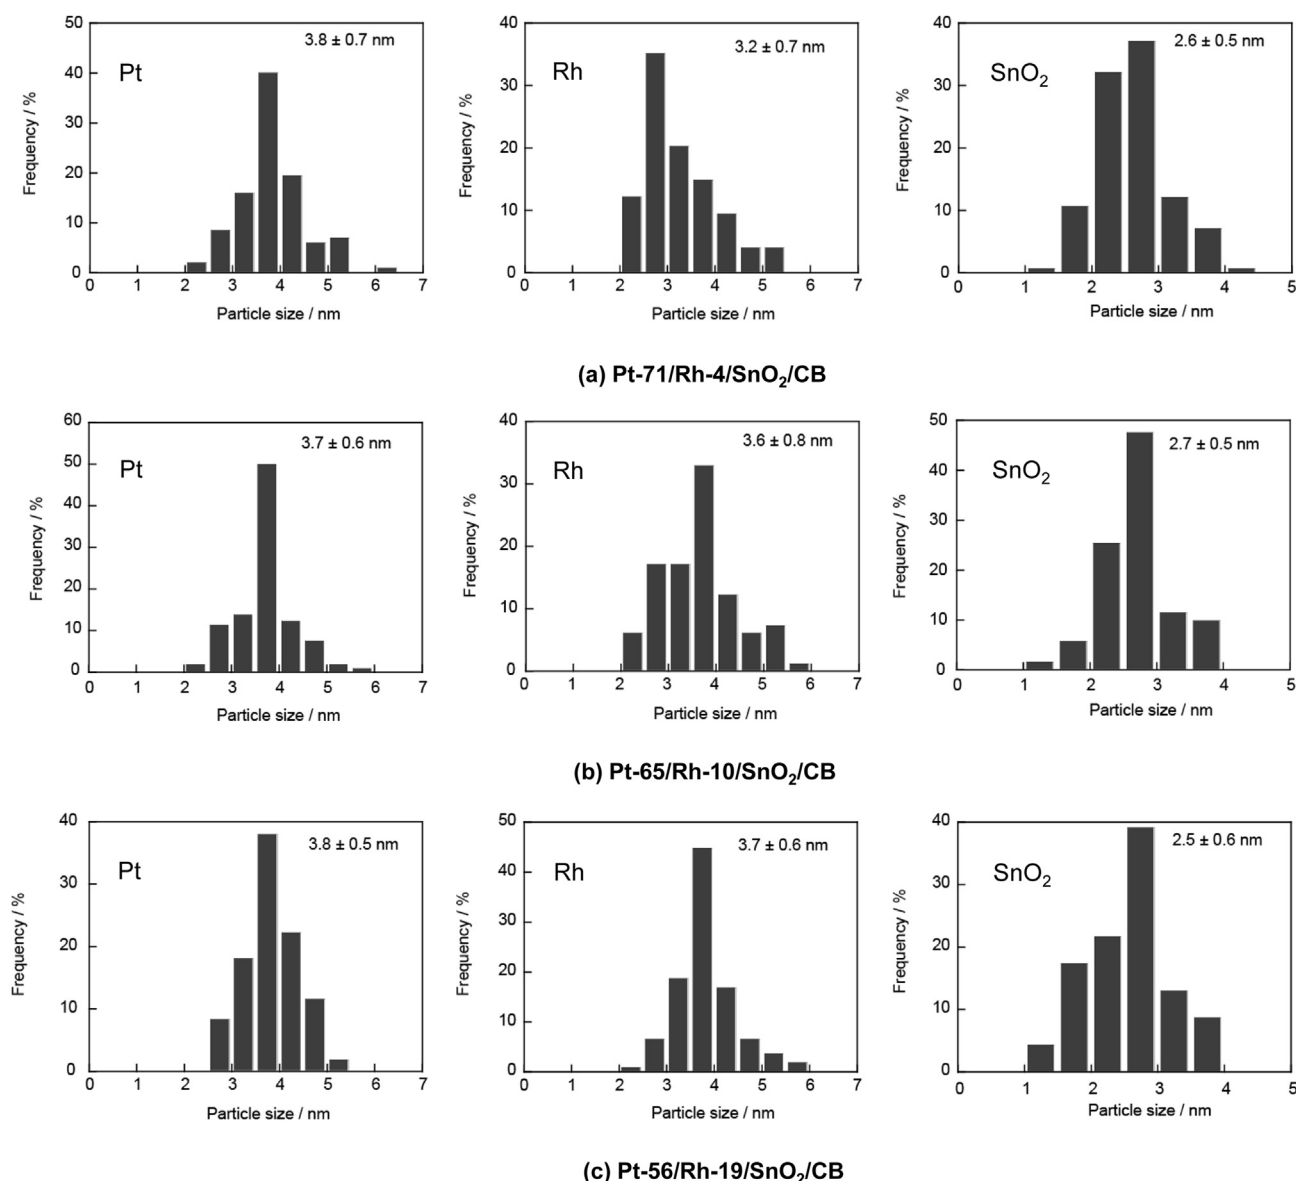 50
40
30
20
10
0
Frequency / %
Pt
3.8 ± 0.7 nm
0 1 2 3 4 5 6 7
Particle size / nm
40
30
20
10
0
Frequency / %
Rh
3.2 ± 0.7 nm
0 1 2 3 4 5 6 7
Particle size / nm
40
30
20
10
0
Frequency / %
SnO₂
2.6 ± 0.5 nm
0 1 2 3 4 5
Particle size / nm
(a) Pt-71/Rh-4/SnO₂/CB
60
50
40
30
20
10
0
Frequency / %
Pt
3.7 ± 0.6 nm
0 1 2 3 4 5 6 7
Particle size / nm
40
30
20
10
0
Frequency / %
Rh
3.6 ± 0.8 nm
0 1 2 3 4 5 6 7
Particle size / nm
50
40
30
20
10
0
Frequency / %
SnO₂
2.7 ± 0.5 nm
0 1 2 3 4 5
Particle size / nm
(b) Pt-65/Rh-10/SnO₂/CB
40
30
20
10
0
Frequency / %
Pt
3.8 ± 0.5 nm
0 1 2 3 4 5 6 7
Particle size / nm
50
40
30
20
10
0
Frequency / %
Rh
3.7 ± 0.6 nm
0 1 2 3 4 5 6 7
Particle size / nm
40
30
20
10
0
Frequency / %
SnO₂
2.5 ± 0.6 nm
0 1 2 3 4 5
Particle size / nm
(c) Pt-56/Rh-19/SnO₂/CB